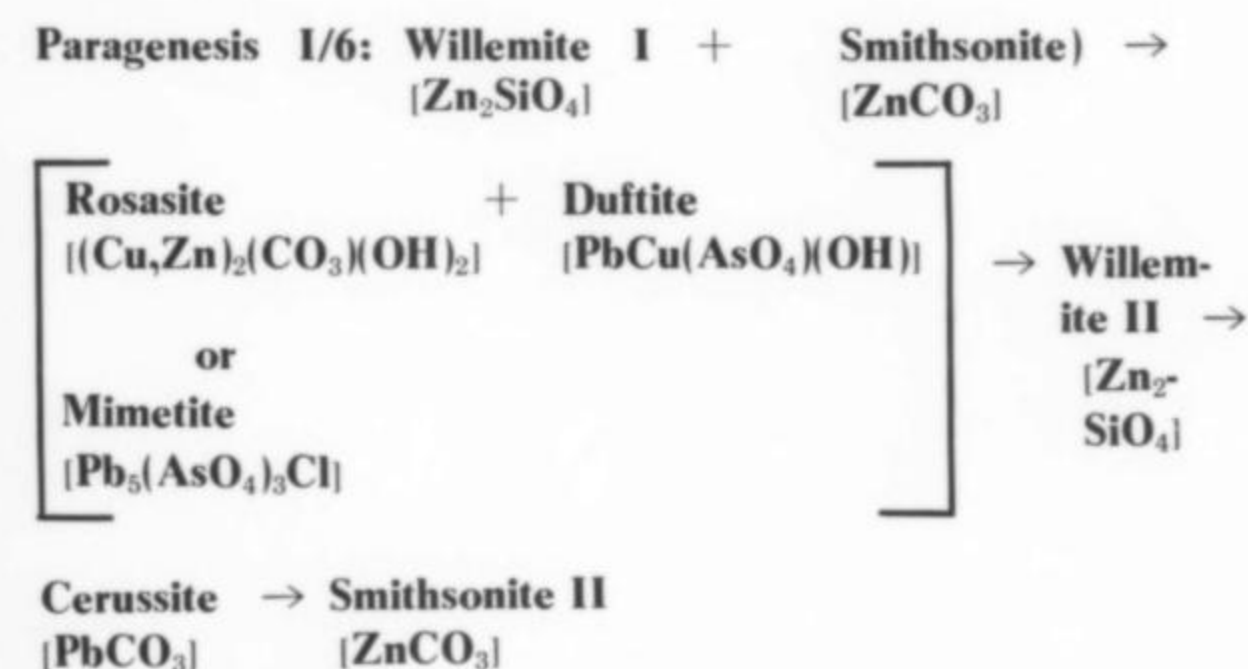 Paragenesis I/6: Willemite I + Smithsonite) →
[Zn₂SiO₄] [ZnCO₃]
Rosasite + Duftite
[(Cu,Zn)₂(CO₃)(OH)₂] [PbCu(AsO₄)(OH)]
→ Willem-
ite II →
[Zn₂-
SiO₄]
or
Mimetite
[Pb₅(AsO₄)₃Cl]
Cerussite → Smithsonite II
[PbCO₃] [ZnCO₃]